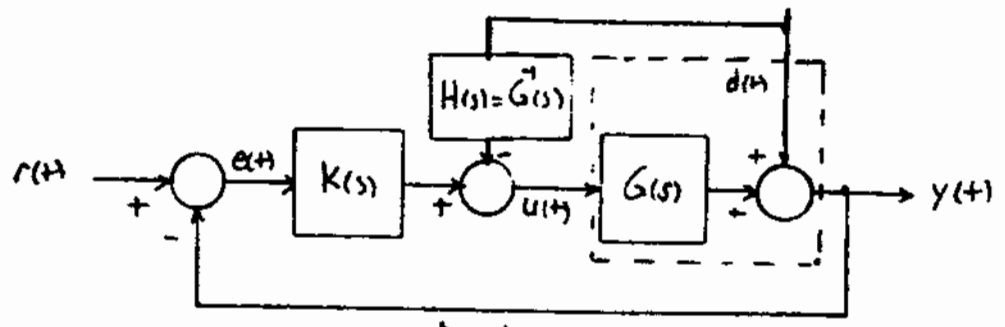 H(s)=G⁻¹(s)
d(t)
r(t)
+
-
e(t)
K(s)
+
-
u(t)
G(s)
+
+
y(t)